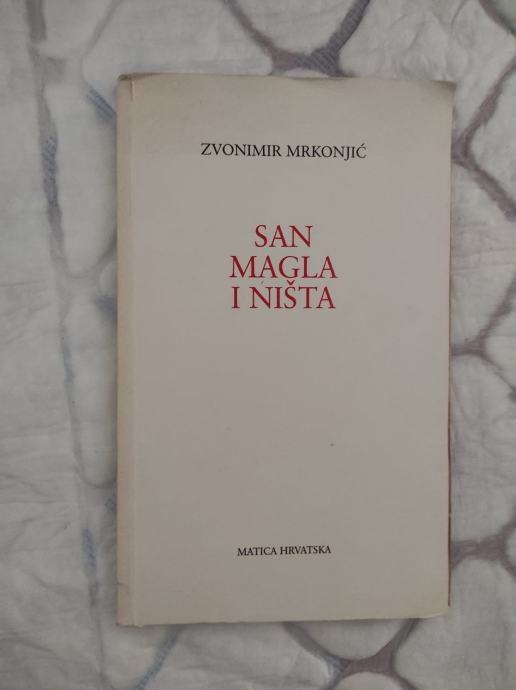 ZVONIMIR MRKONJIĆ
SAN
MAGLA
I NIŠTA
MATICA HRVATSKA